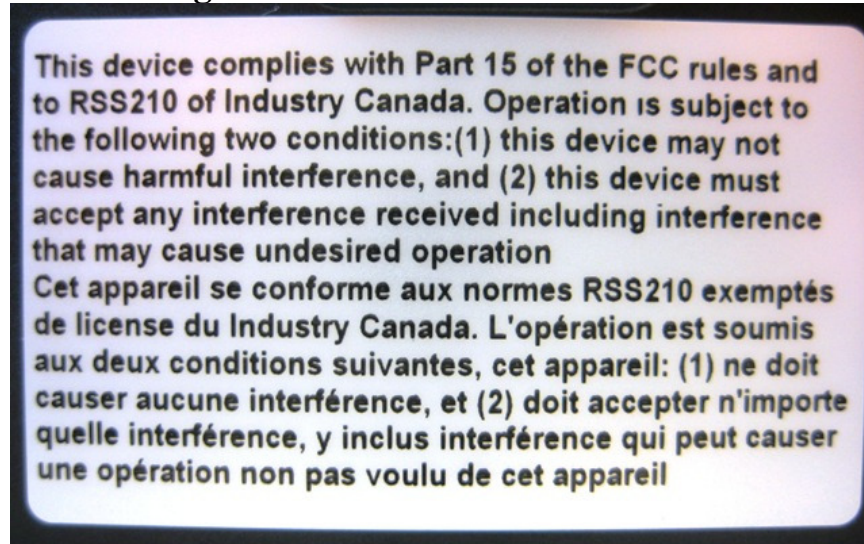 This device complies with Part 15 of the FCC rules and
to RSS210 of Industry Canada. Operation is subject to
the following two conditions:(1) this device may not
cause harmful interference, and (2) this device must
accept any interference received including interference
that may cause undesired operation
Cet appareil se conforme aux normes RSS210 exemptés
de license du Industry Canada. L'opération est soumis
aux deux conditions suivantes, cet appareil: (1) ne doit
causer aucune interférence, et (2) doit accepter n'importe
quelle interférence, y inclus interférence qui peut causer
une opération non pas voulu de cet appareil